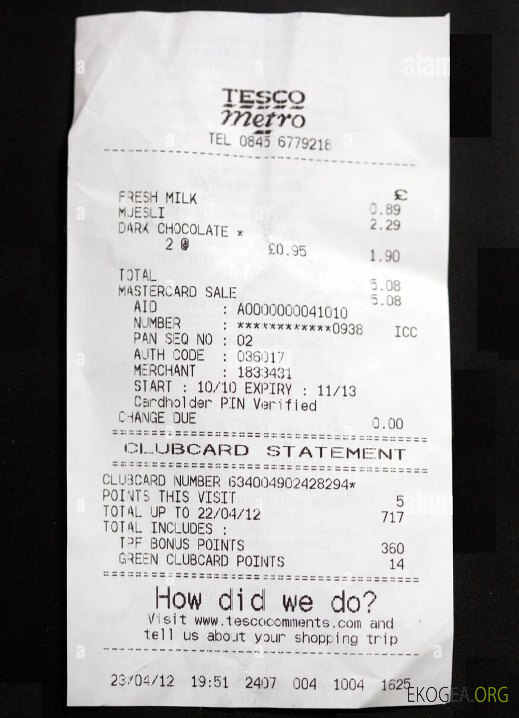 TESCO
metro
TEL 0845 6779218
£
FRESH MILK 0.89
MUESLI 2.29
DARK CHOCOLATE *
2 @ £0.95 1.90
TOTAL 5.08
MASTERCARD SALE 5.08
AID : A0000000041010
NUMBER : ************0938 ICC
PAN SEQ NO : 02
AUTH CODE : 036017
MERCHANT : 1833431
START : 10/10 EXPIRY : 11/13
Cardholder PIN Verified
CHANGE DUE 0.00
CLUBCARD STATEMENT
CLUBCARD NUMBER 634004902428294*
POINTS THIS VISIT 5
TOTAL UP TO 22/04/12 717
TOTAL INCLUDES :
TPF BONUS POINTS 360
GREEN CLUBCARD POINTS 14
How did we do?
Visit www.tescocomments.com and
tell us about your shopping trip
23/04/12 19:51 2407 004 1004 1625
EKOGEA.ORG